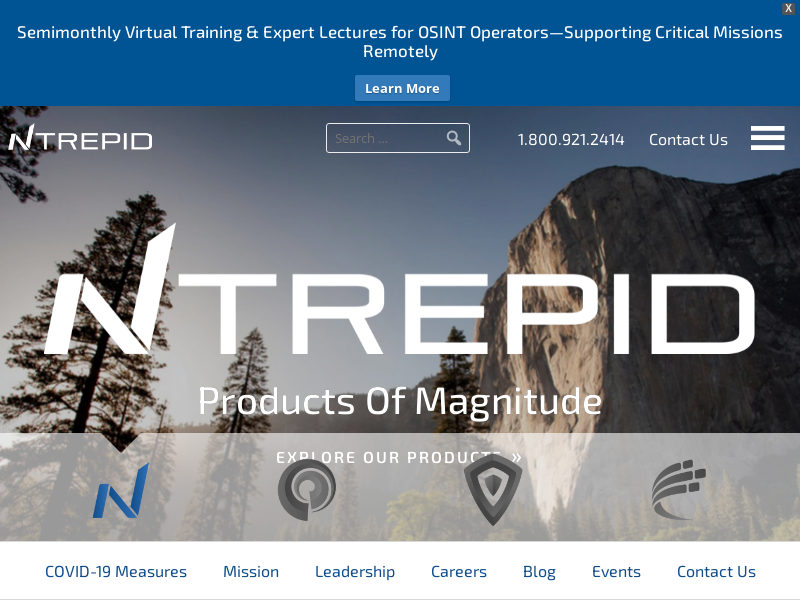 X
Semimonthly Virtual Training & Expert Lectures for OSINT Operators—Supporting Critical Missions
Remotely
Learn More
NTREPID
Search ...
1.800.921.2414
Contact Us
NTREPID
Products Of Magnitude
EXPLORE OUR PRODUCTS »
COVID-19 Measures
Mission
Leadership
Careers
Blog
Events
Contact Us